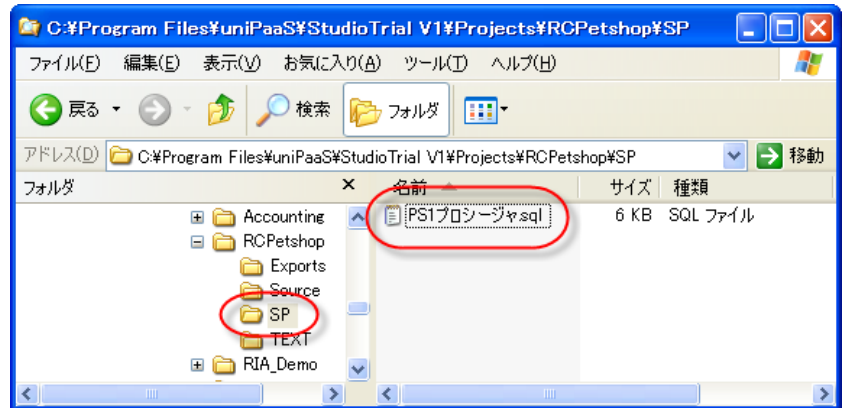 C:¥Program Files¥uniPaaS¥StudioTrial V1¥Projects¥RCPetshop¥SP
ファイル(F) 編集(E) 表示(V) お気に入り(A) ツール(T) ヘルプ(H)
戻る 検索 フォルダ
アドレス(D) C:¥Program Files¥uniPaaS¥StudioTrial V1¥Projects¥RCPetshop¥SP 移動
フォルダ × 名前 サイズ 種類
Accounting PS1プロシージャ.sql 6 KB SQL ファイル
RCPetshop
Exports
Source
SP
TEXT
RIA_Demo